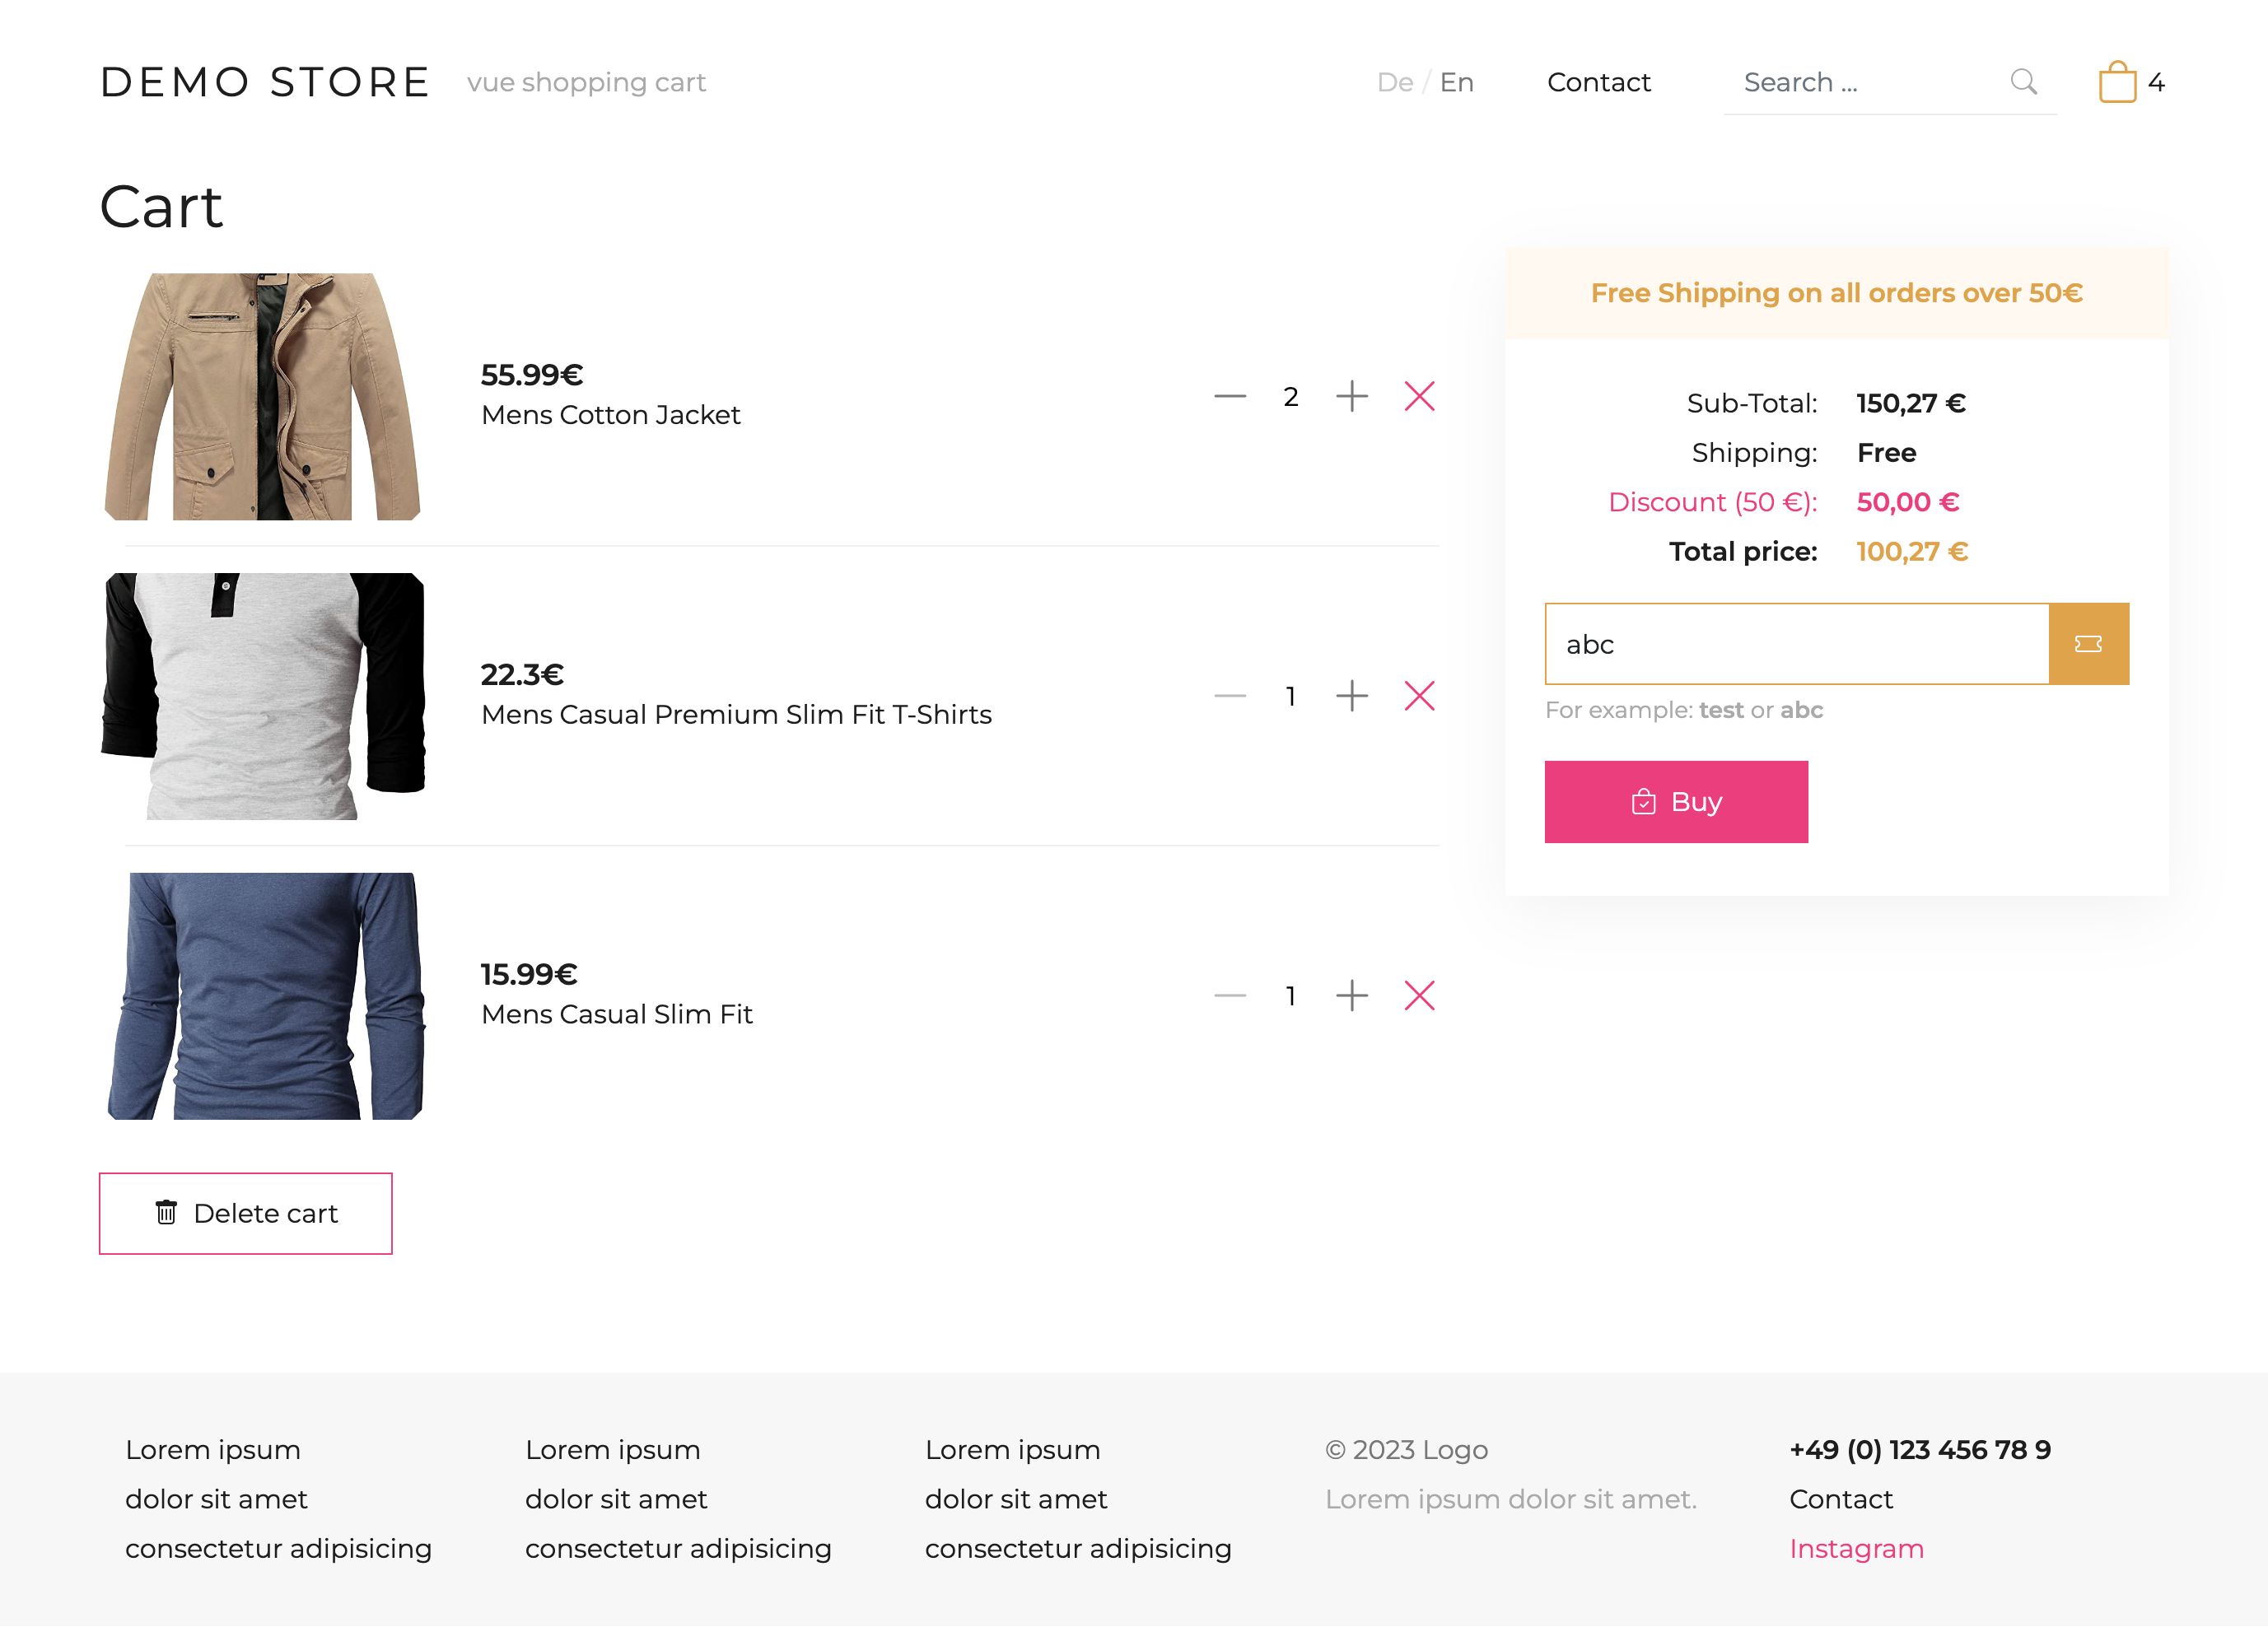 DEMO STORE vue shopping cart De / En Contact Search ... 4
Cart
55.99€
Mens Cotton Jacket
2
22.3€
Mens Casual Premium Slim Fit T-Shirts
1
15.99€
Mens Casual Slim Fit
1
Delete cart
Free Shipping on all orders over 50€
Sub-Total: 150,27 €
Shipping: Free
Discount (50 €): 50,00 €
Total price: 100,27 €
abc
For example: test or abc
Buy
Lorem ipsum
dolor sit amet
consectetur adipisicing
Lorem ipsum
dolor sit amet
consectetur adipisicing
Lorem ipsum
dolor sit amet
consectetur adipisicing
© 2023 Logo
Lorem ipsum dolor sit amet.
+49 (0) 123 456 78 9
Contact
Instagram